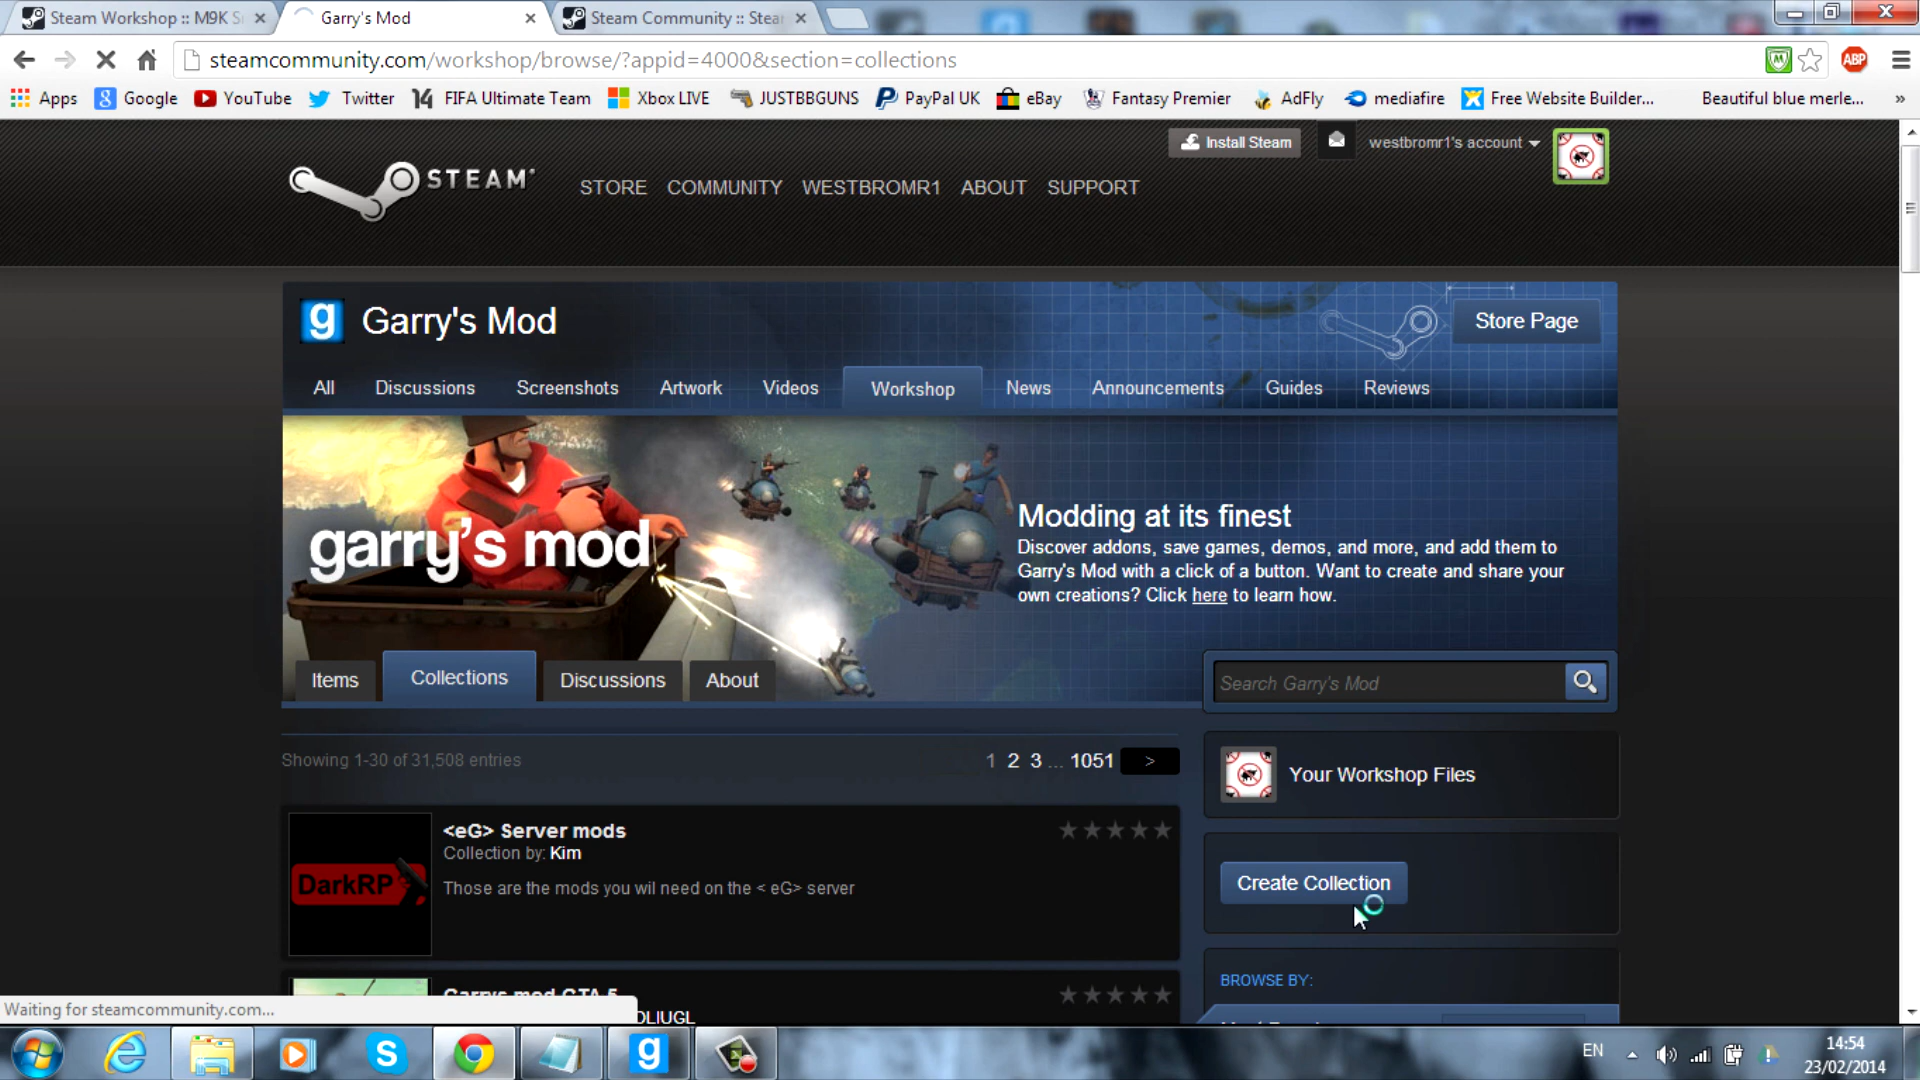 Steam Workshop :: M9K S
Garry's Mod
Steam Community :: Stea
steamcommunity.com/workshop/browse/?appid=4000&section=collections
ABP
Apps
Google
YouTube
Twitter
FIFA Ultimate Team
Xbox LIVE
JUSTBBGUNS
PayPal UK
eBay
Fantasy Premier
AdFly
mediafire
Free Website Builder...
Beautiful blue merle...
»
Install Steam
westbromr1's account
STEAM
STORE
COMMUNITY
WESTBROMR1
ABOUT
SUPPORT
g
Garry's Mod
Store Page
All
Discussions
Screenshots
Artwork
Videos
Workshop
News
Announcements
Guides
Reviews
garry's mod
Modding at its finest
Discover addons, save games, demos, and more, and add them to
Garry's Mod with a click of a button. Want to create and share your
own creations? Click here to learn how.
Items
Collections
Discussions
About
Search Garry's Mod
Showing 1-30 of 31,508 entries
1 2 3 ... 1051 >
Your Workshop Files
<eG> Server mods
Collection by: Kim
DarkRP
Those are the mods you wil need on the < eG> server
Create Collection
BROWSE BY:
Garrys mod GTA 5
OLIUGL
Waiting for steamcommunity.com...
EN
14:54
23/02/2014